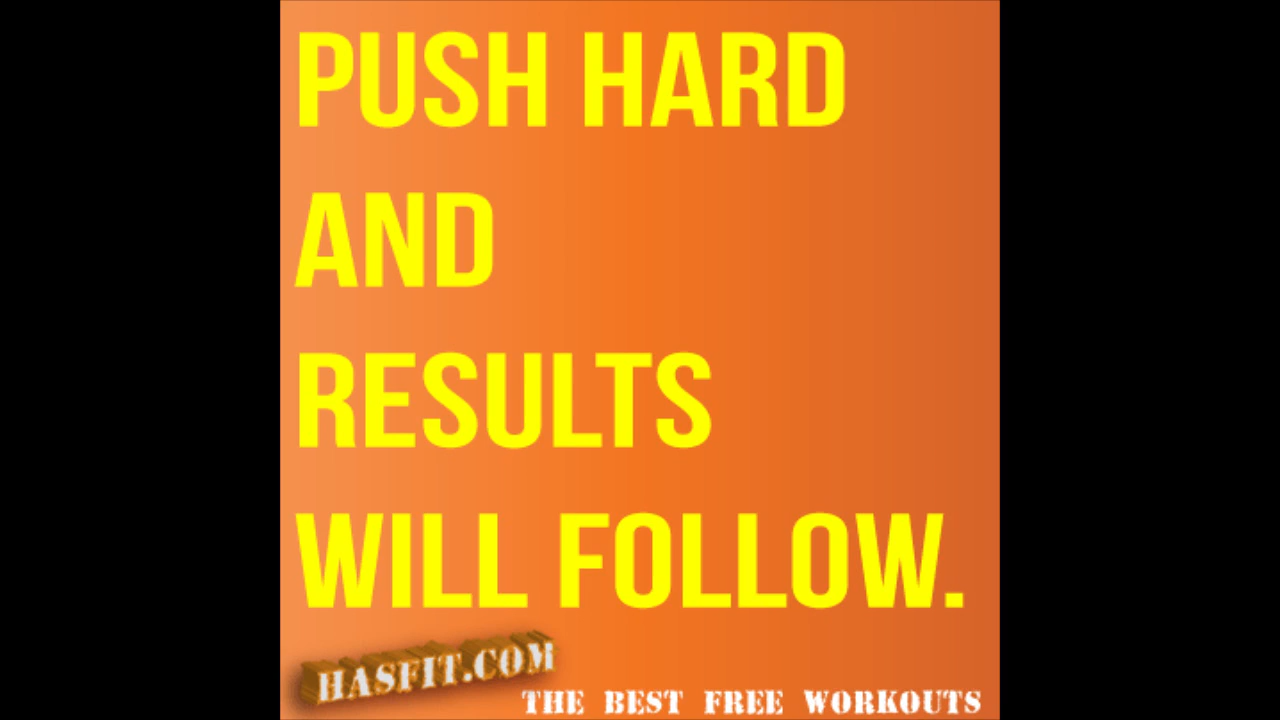 PUSH HARD
AND
RESULTS
WILL FOLLOW.
HASFIT.COM
THE BEST FREE WORKOUTS